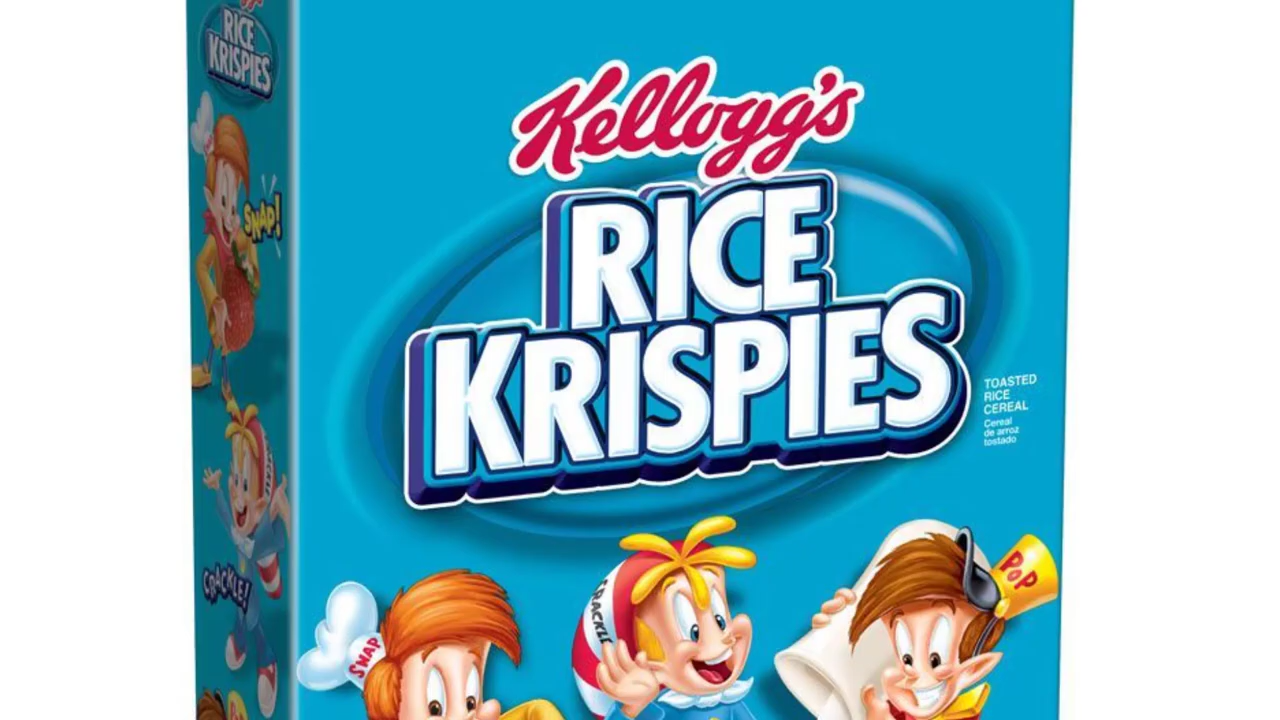 Kellogg's
RICE
KRISPIES
TOASTED
RICE
CEREAL
Cereal
de arroz
tostado
SNAP
CRACKLE
POP
RICE
KRISPIES
SNAP!
CRACKLE!